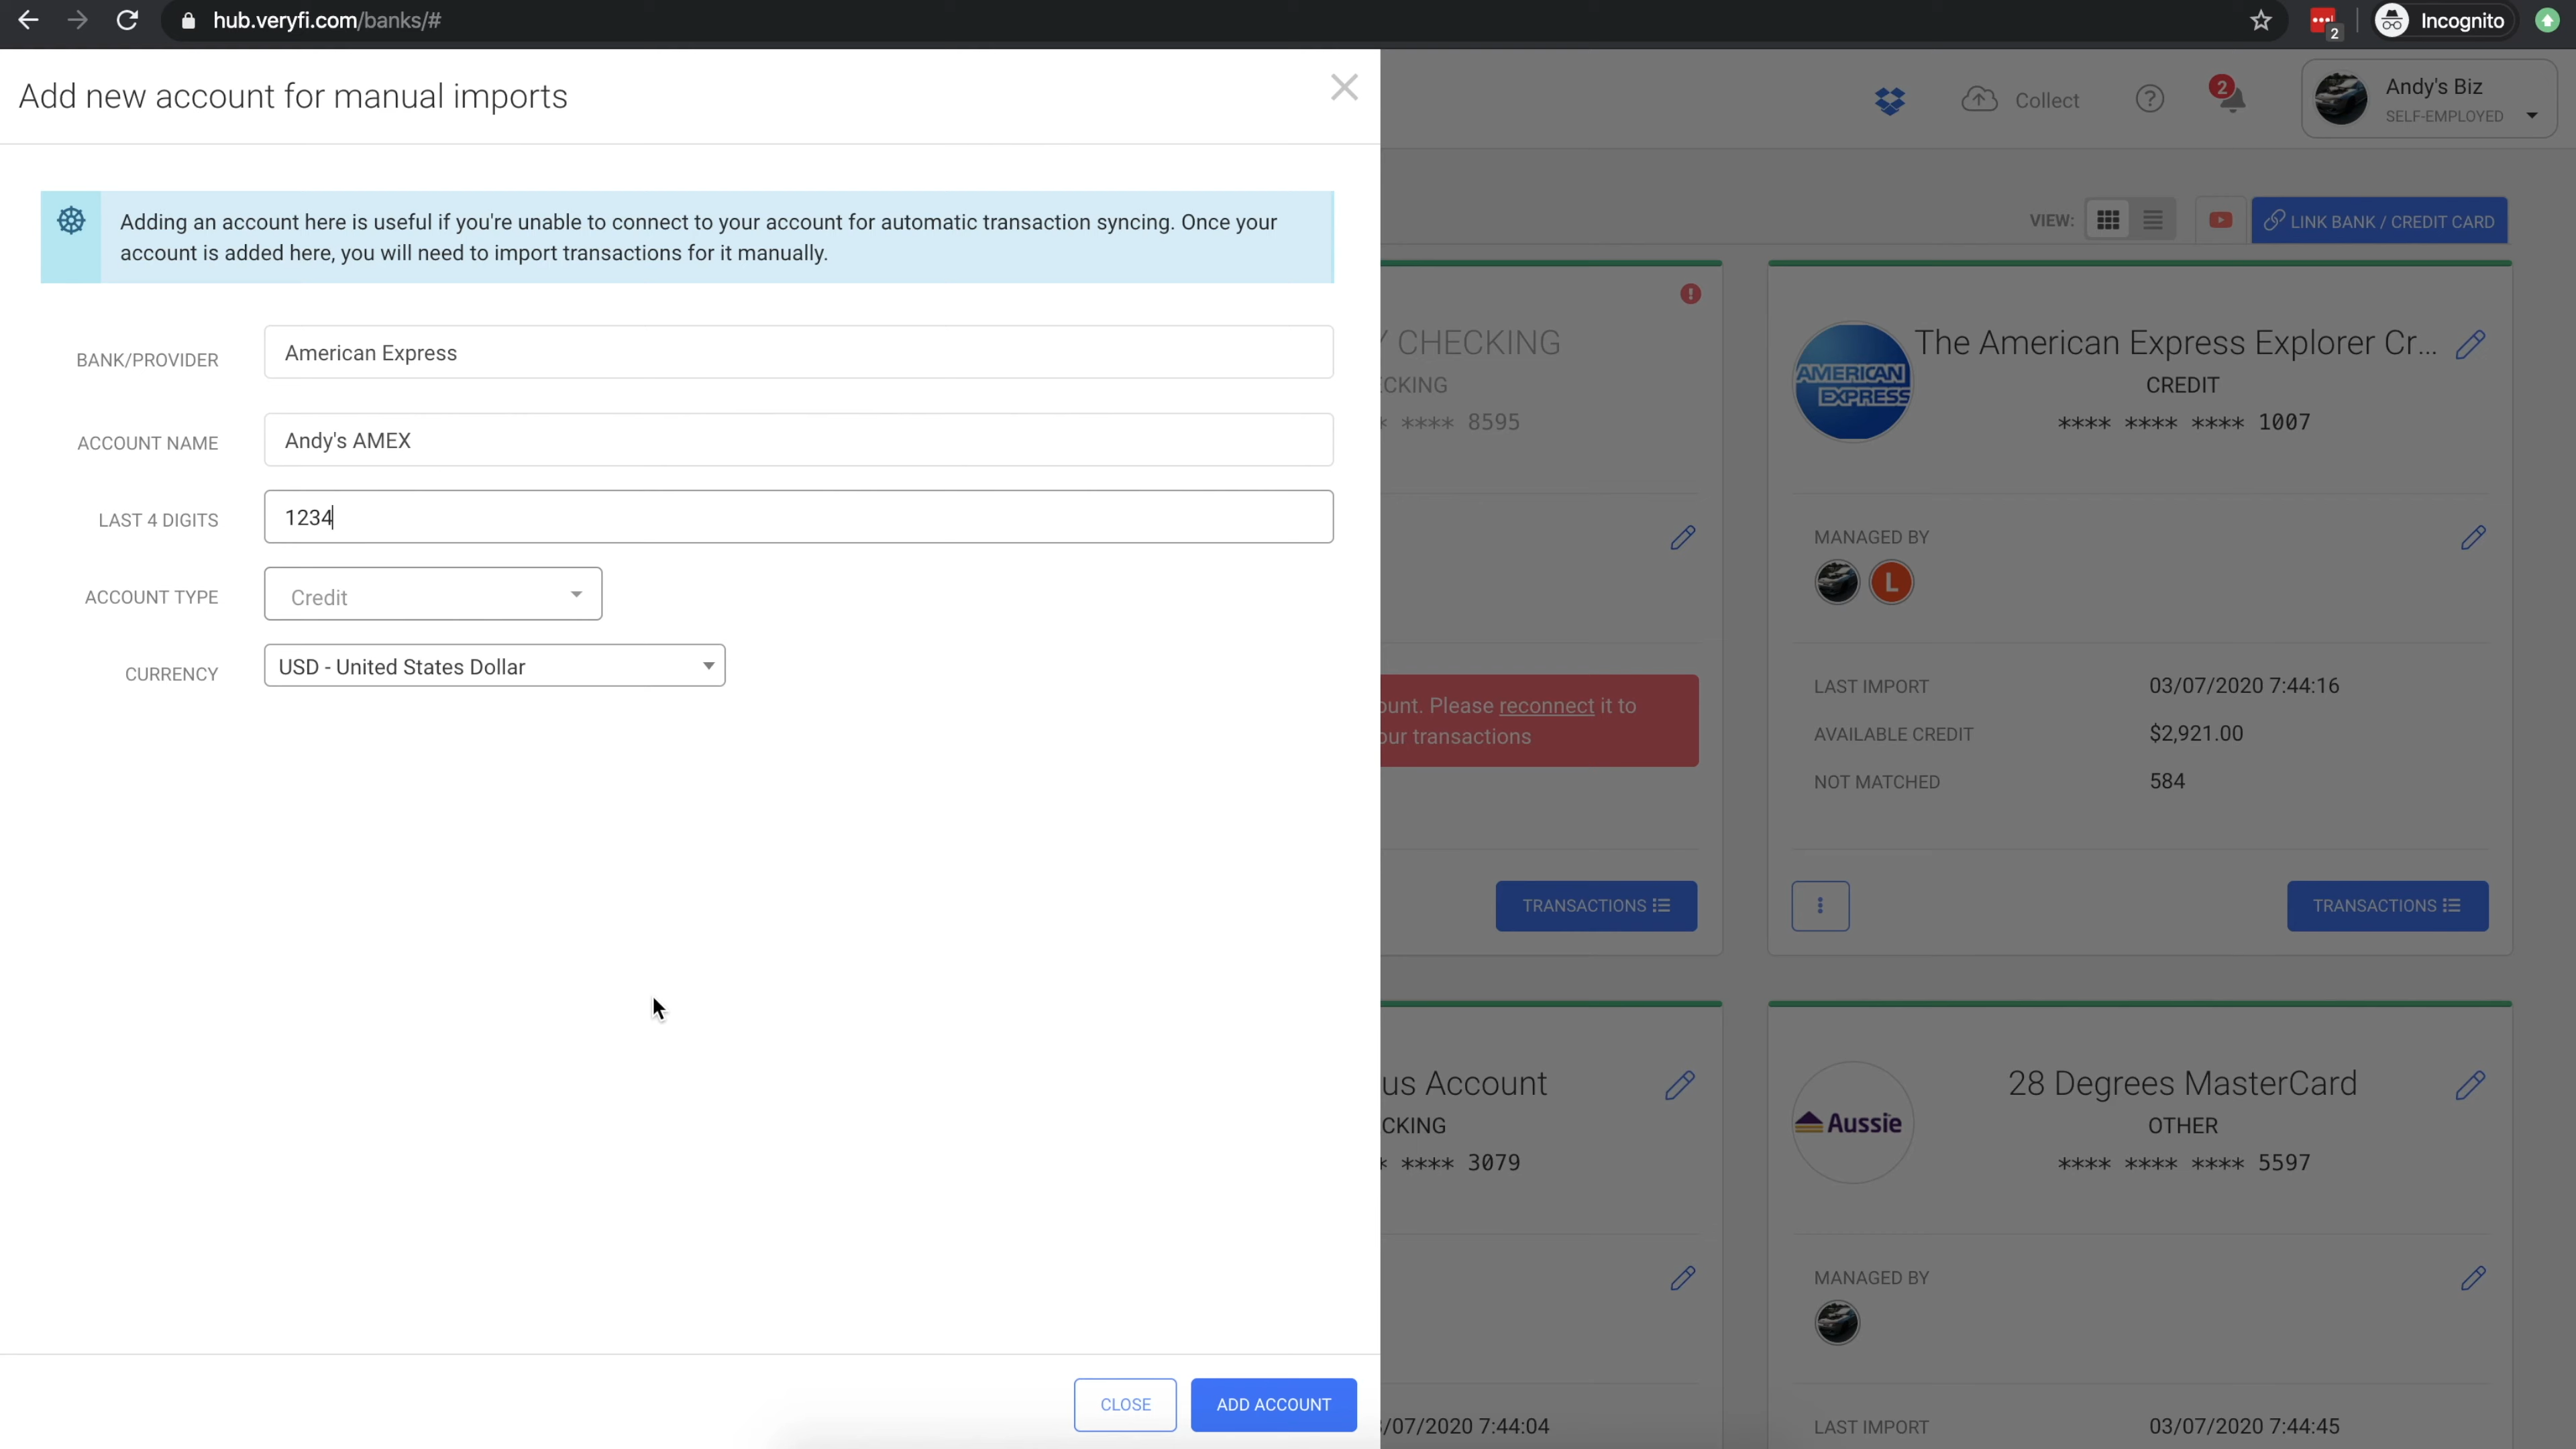 hub.veryfi.com/banks/#
2
Incognito
Add new account for manual imports
Collect
2
Andy's Biz
SELF-EMPLOYED
Adding an account here is useful if you're unable to connect to your account for automatic transaction syncing. Once your
account is added here, you will need to import transactions for it manually.
VIEW:
LINK BANK / CREDIT CARD
BANK/PROVIDER
American Express
ACCOUNT NAME
Andy's AMEX
LAST 4 DIGITS
1234
ACCOUNT TYPE
Credit
CURRENCY
USD - United States Dollar
CLOSE
ADD ACCOUNT
CHECKING
CKING
* **** 8595
ount. Please reconnect it to
our transactions
TRANSACTIONS
AMERICAN
EXPRESS
The American Express Explorer Cr...
CREDIT
**** **** **** 1007
MANAGED BY
L
LAST IMPORT 03/07/2020 7:44:16
AVAILABLE CREDIT $2,921.00
NOT MATCHED 584
TRANSACTIONS
us Account
CKING
* **** 3079
/07/2020 7:44:04
Aussie
28 Degrees MasterCard
OTHER
**** **** **** 5597
MANAGED BY
LAST IMPORT 03/07/2020 7:44:45